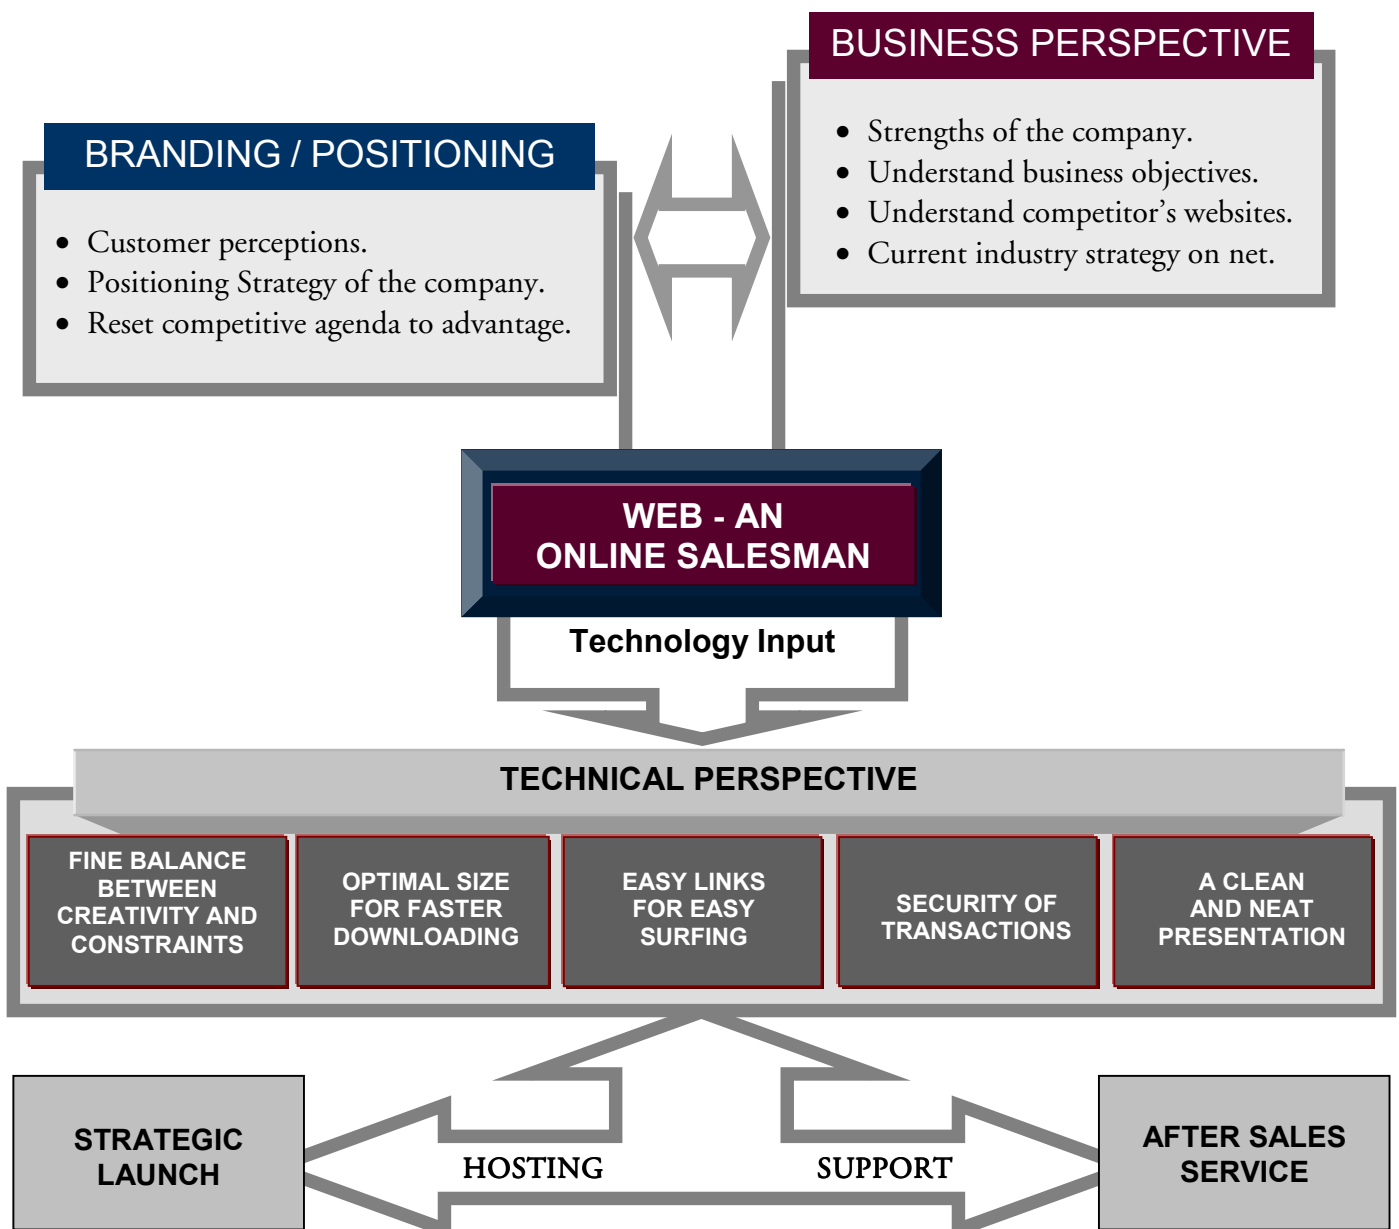 BUSINESS PERSPECTIVE
• Strengths of the company.
• Understand business objectives.
• Understand competitor’s websites.
• Current industry strategy on net.
BRANDING / POSITIONING
• Customer perceptions.
• Positioning Strategy of the company.
• Reset competitive agenda to advantage.
WEB - AN
ONLINE SALESMAN
Technology Input
TECHNICAL PERSPECTIVE
FINE BALANCE
BETWEEN
CREATIVITY AND
CONSTRAINTS
OPTIMAL SIZE
FOR FASTER
DOWNLOADING
EASY LINKS
FOR EASY
SURFING
SECURITY OF
TRANSACTIONS
A CLEAN
AND NEAT
PRESENTATION
STRATEGIC
LAUNCH
HOSTING
SUPPORT
AFTER SALES
SERVICE